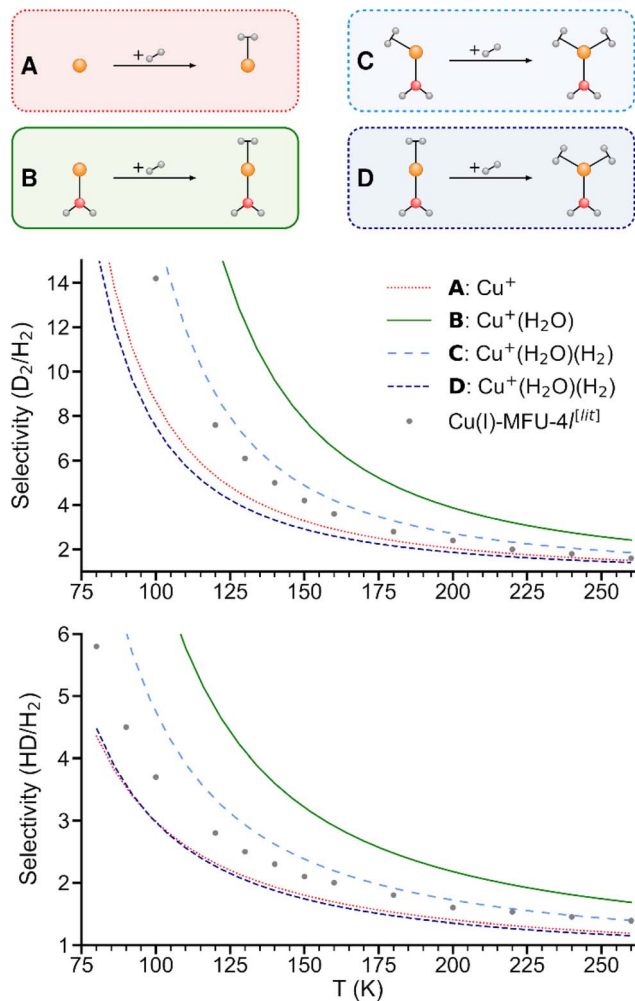 A
+
C
+
B
+
D
+
14
12
10
8
6
4
2
Selectivity (D₂/H₂)
A: Cu⁺
B: Cu⁺(H₂O)
C: Cu⁺(H₂O)(H₂)
D: Cu⁺(H₂O)(H₂)
Cu(I)-MFU-4l[lit]
75 100 125 150 175 200 225 250
6
5
4
3
2
1
Selectivity (HD/H₂)
75 100 125 150 175 200 225 250
T (K)